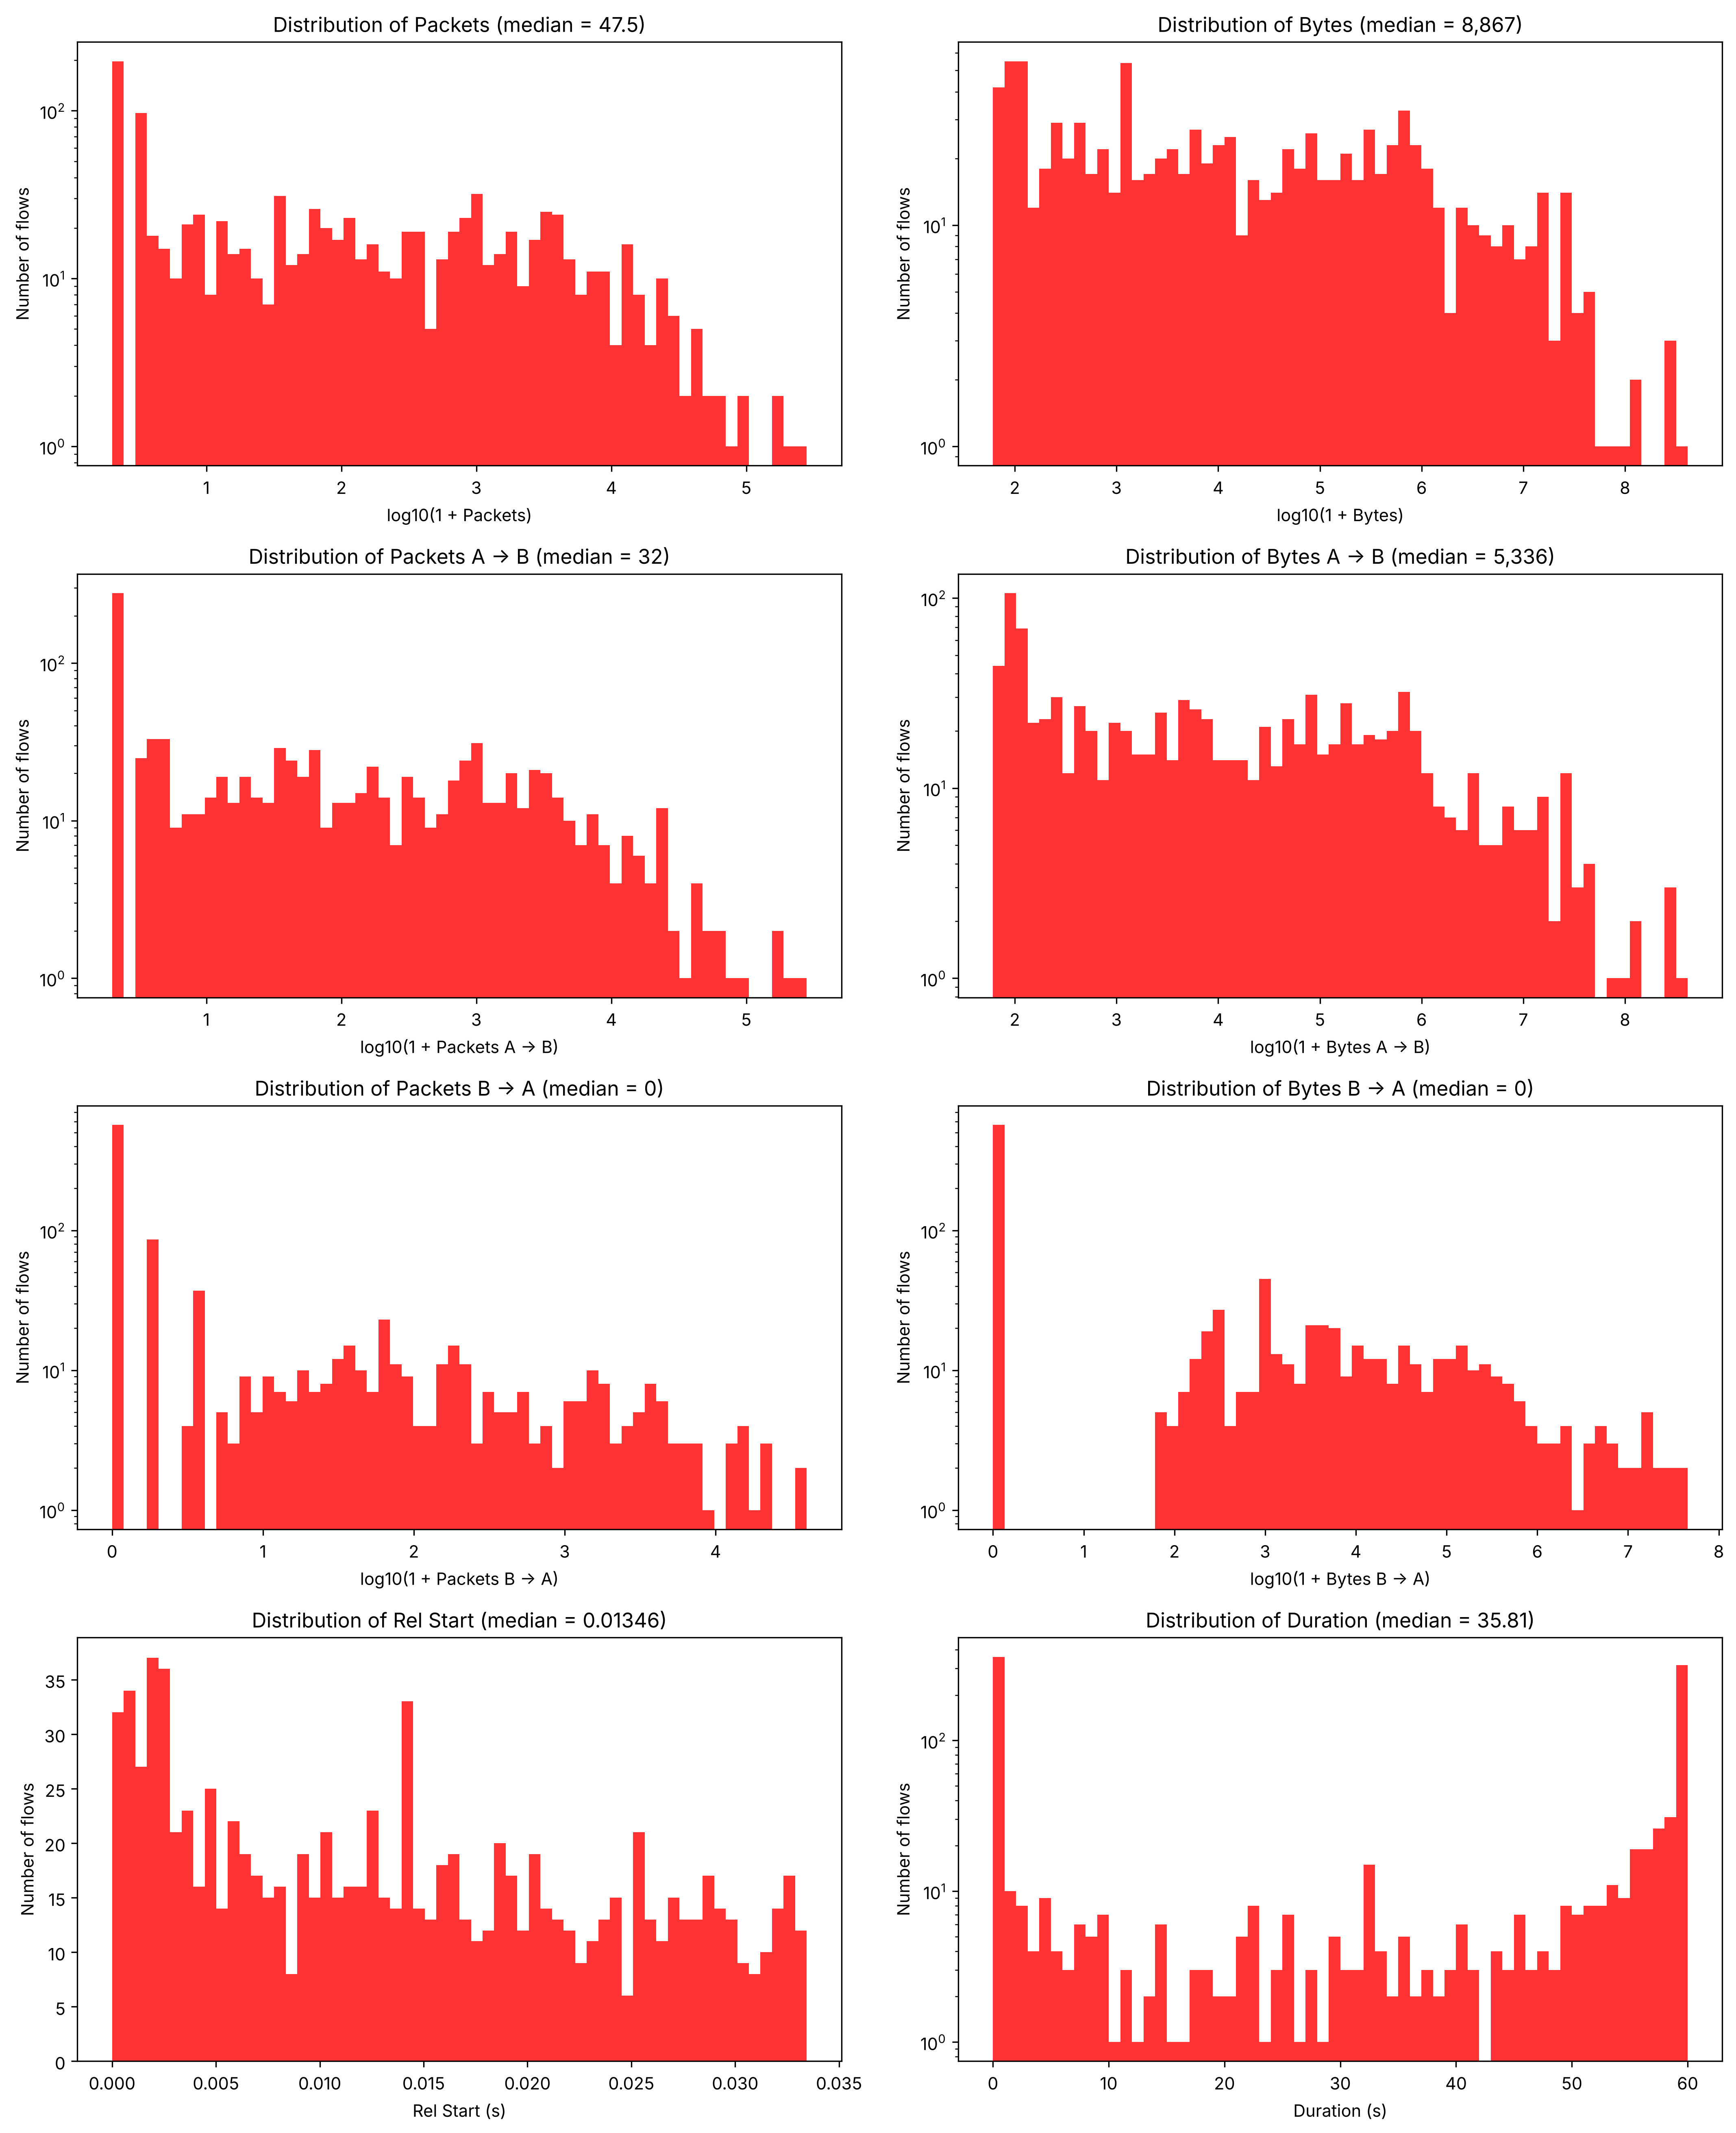 Distribution of Packets (median = 47.5)
Number of flows
10²
10¹
10⁰
1 2 3 4 5
log10(1 + Packets)
Distribution of Bytes (median = 8,867)
Number of flows
10¹
10⁰
2 3 4 5 6 7 8
log10(1 + Bytes)
Distribution of Packets A → B (median = 32)
Number of flows
10²
10¹
10⁰
1 2 3 4 5
log10(1 + Packets A → B)
Distribution of Bytes A → B (median = 5,336)
Number of flows
10²
10¹
10⁰
2 3 4 5 6 7 8
log10(1 + Bytes A → B)
Distribution of Packets B → A (median = 0)
Number of flows
10²
10¹
10⁰
0 1 2 3 4
log10(1 + Packets B → A)
Distribution of Bytes B → A (median = 0)
Number of flows
10²
10¹
10⁰
0 1 2 3 4 5 6 7 8
log10(1 + Bytes B → A)
Distribution of Rel Start (median = 0.01346)
Number of flows
35
30
25
20
15
10
5
0
0.000 0.005 0.010 0.015 0.020 0.025 0.030 0.035
Rel Start (s)
Distribution of Duration (median = 35.81)
Number of flows
10²
10¹
10⁰
0 10 20 30 40 50 60
Duration (s)